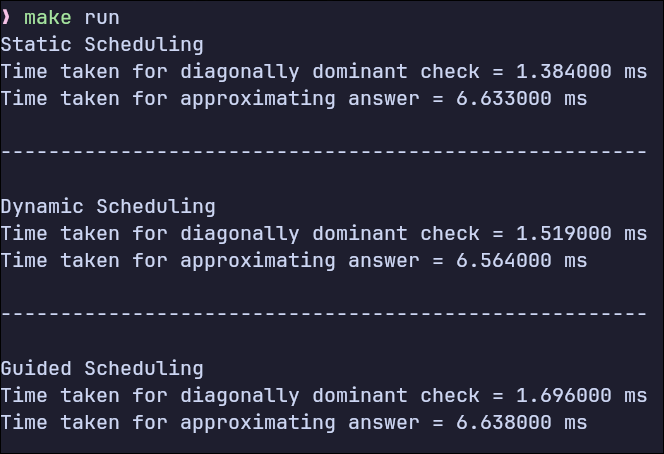 ❫ make run
Static Scheduling
Time taken for diagonally dominant check = 1.384000 ms
Time taken for approximating answer = 6.633000 ms
------------------------------------------------------
Dynamic Scheduling
Time taken for diagonally dominant check = 1.519000 ms
Time taken for approximating answer = 6.564000 ms
------------------------------------------------------
Guided Scheduling
Time taken for diagonally dominant check = 1.696000 ms
Time taken for approximating answer = 6.638000 ms